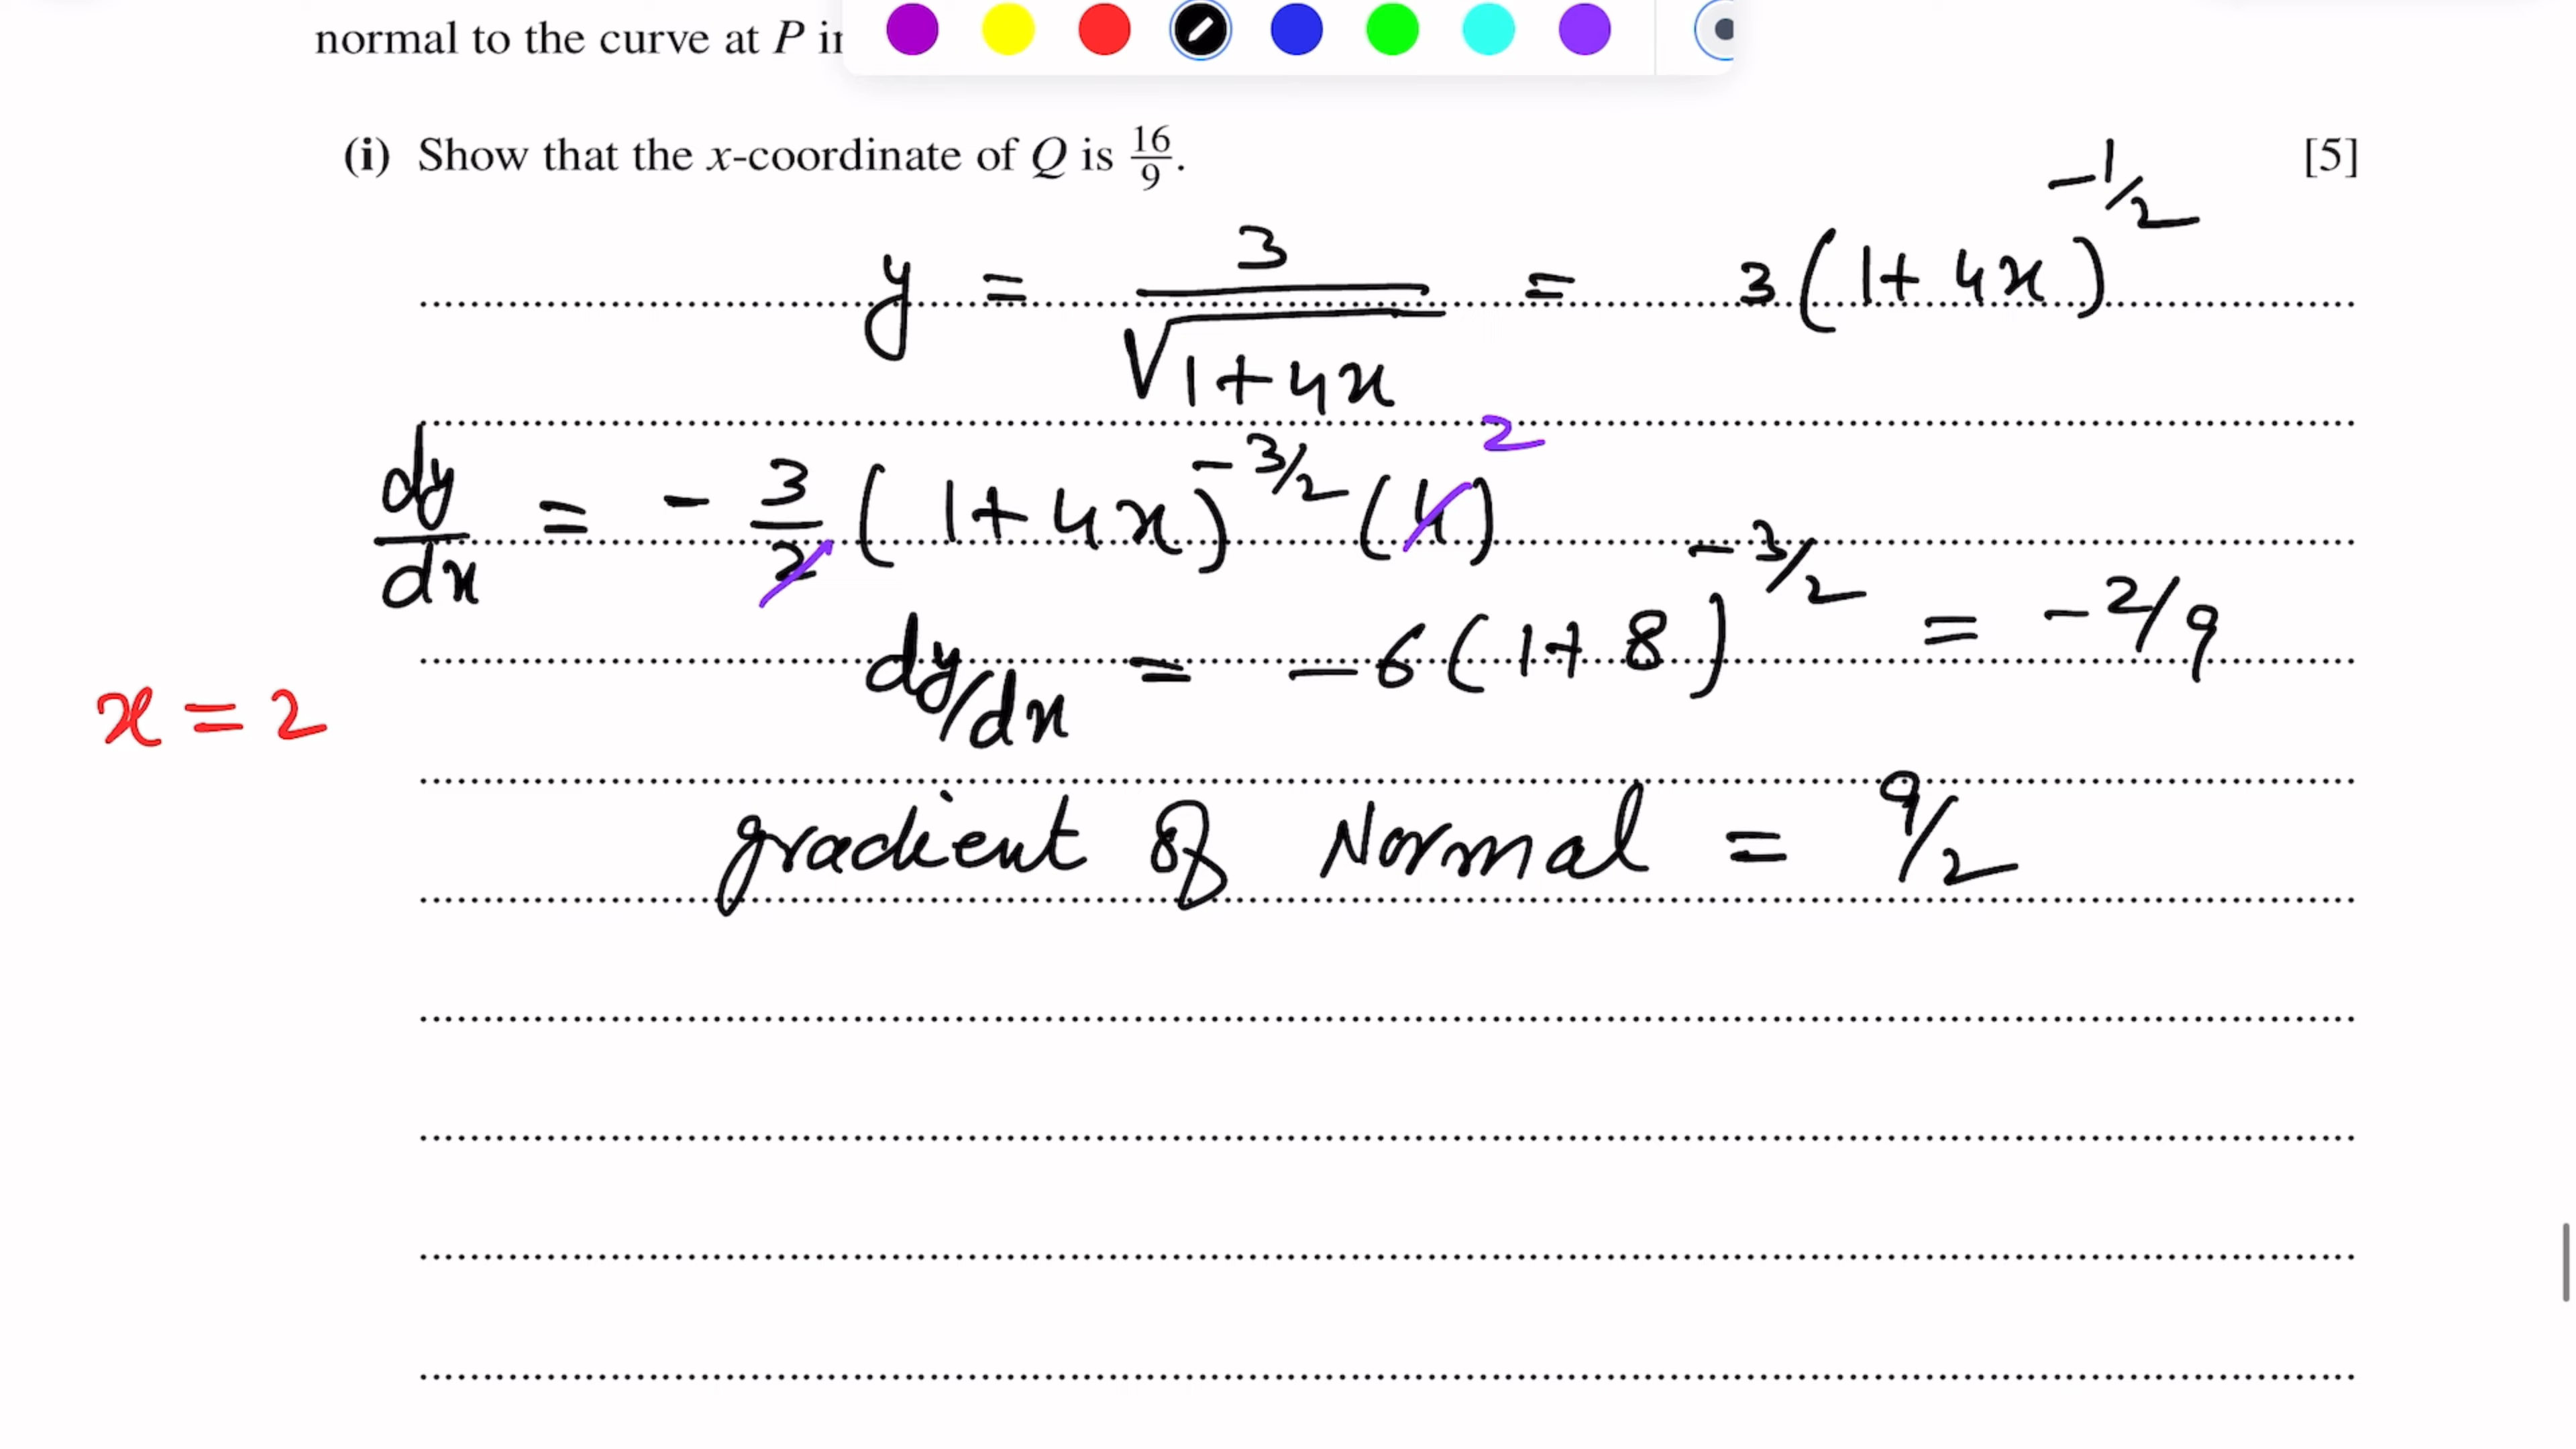 normal to the curve at P
(i) Show that the x-coordinate of Q is 16/9. [5]
y = 3/√(1+4x) = 3(1+4x)^(-1/2)
dy/dx = - 3/2 (1+4x)^(-3/2) (4) 2
dy/dx = -6(1+8)^(-3/2) = -2/9
x = 2
gradient of Normal = 9/2